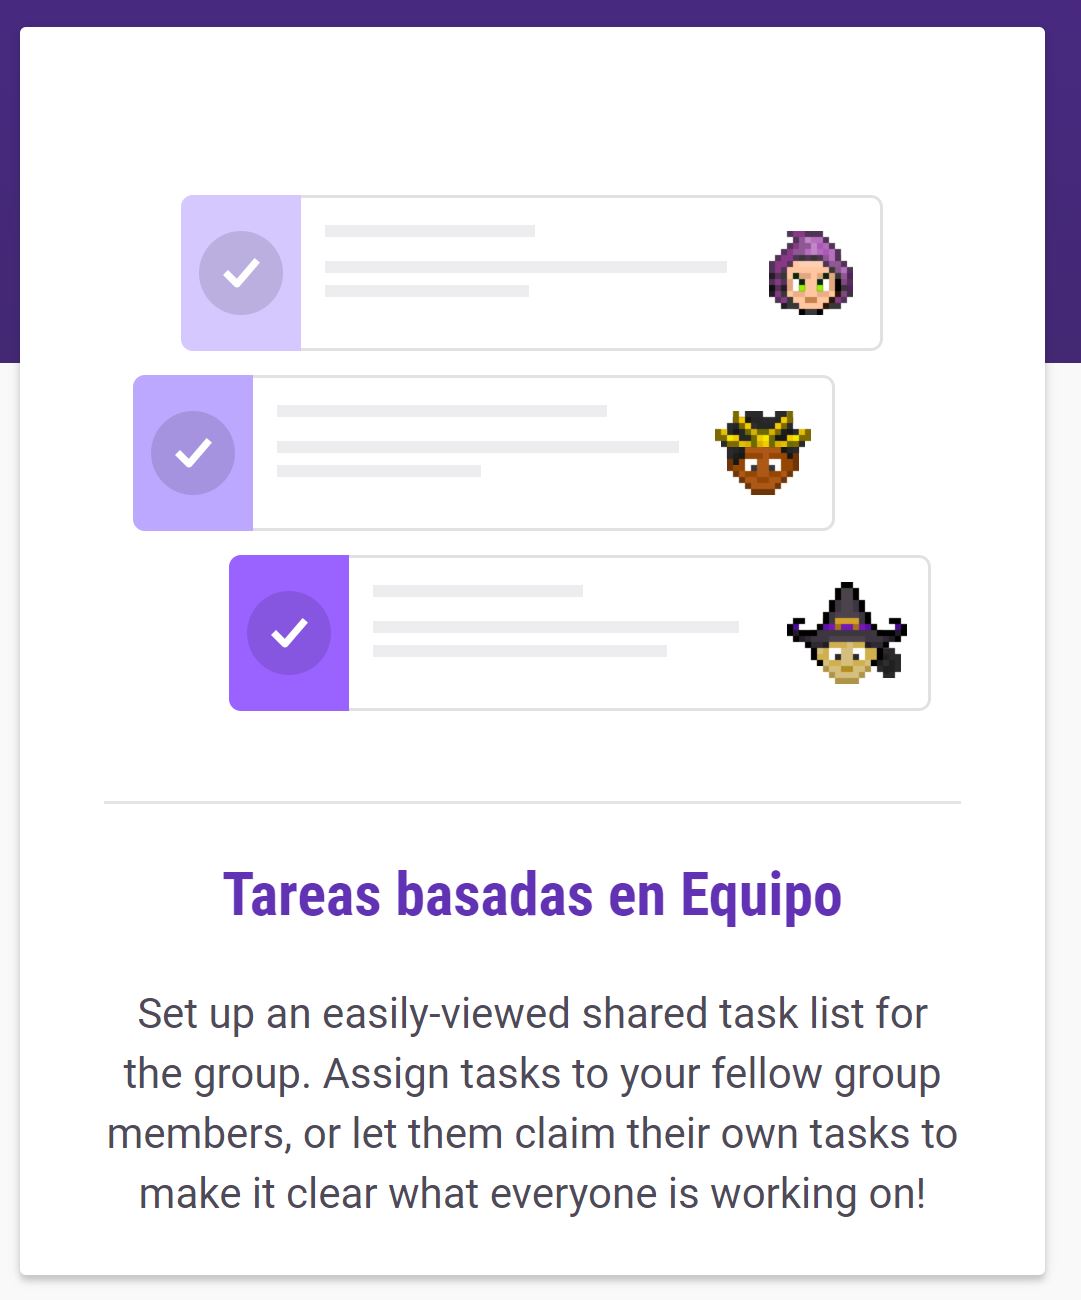 Tareas basadas en Equipo
Set up an easily-viewed shared task list for
the group. Assign tasks to your fellow group
members, or let them claim their own tasks to
make it clear what everyone is working on!